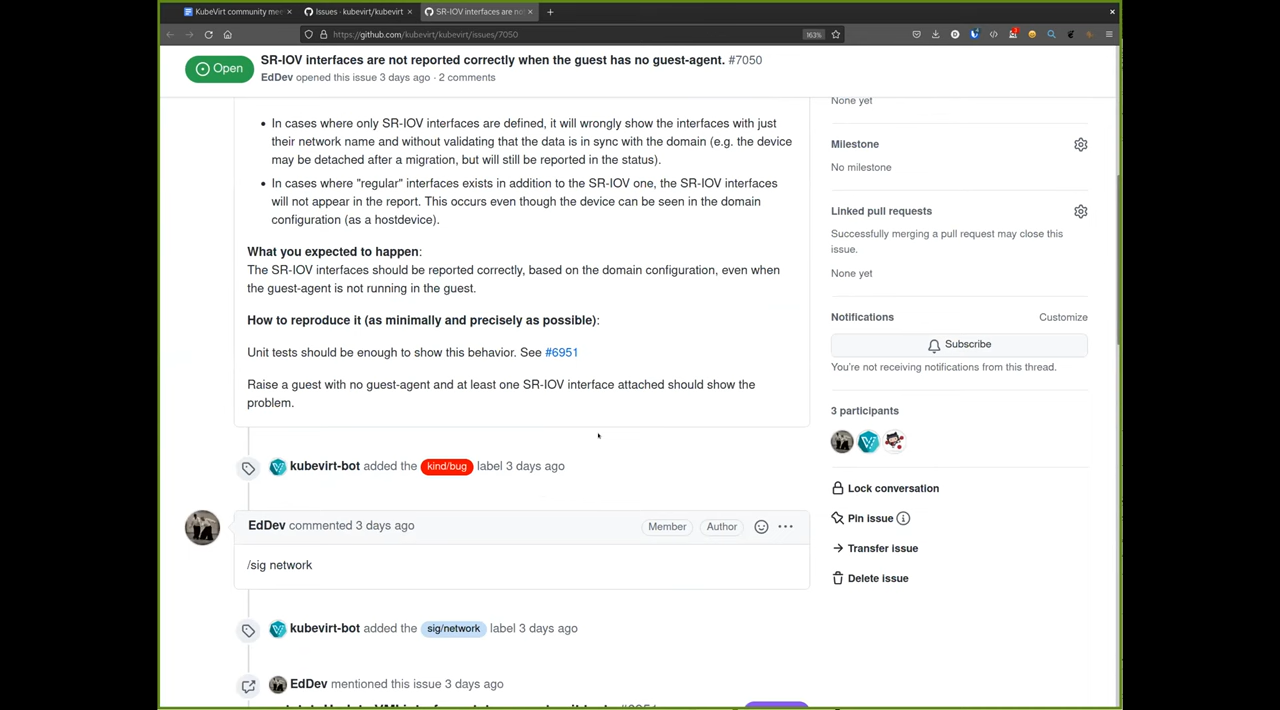 KubeVirt community mee
Issues · kubevirt/kubevirt
SR-IOV interfaces are no
https://github.com/kubevirt/kubevirt/issues/7050
163%
Open
SR-IOV interfaces are not reported correctly when the guest has no guest-agent. #7050
EdDev opened this issue 3 days ago · 2 comments
In cases where only SR-IOV interfaces are defined, it will wrongly show the interfaces with just
their network name and without validating that the data is in sync with the domain (e.g. the device
may be detached after a migration, but will still be reported in the status).
In cases where "regular" interfaces exists in addition to the SR-IOV one, the SR-IOV interfaces
will not appear in the report. This occurs even though the device can be seen in the domain
configuration (as a hostdevice).
What you expected to happen:
The SR-IOV interfaces should be reported correctly, based on the domain configuration, even when
the guest-agent is not running in the guest.
How to reproduce it (as minimally and precisely as possible):
Unit tests should be enough to show this behavior. See #6951
Raise a guest with no guest-agent and at least one SR-IOV interface attached should show the
problem.
kubevirt-bot added the kind/bug label 3 days ago
EdDev commented 3 days ago
Member
Author
/sig network
kubevirt-bot added the sig/network label 3 days ago
EdDev mentioned this issue 3 days ago
None yet
Milestone
No milestone
Linked pull requests
Successfully merging a pull request may close this
issue.
None yet
Notifications
Customize
Subscribe
You're not receiving notifications from this thread.
3 participants
Lock conversation
Pin issue
Transfer issue
Delete issue